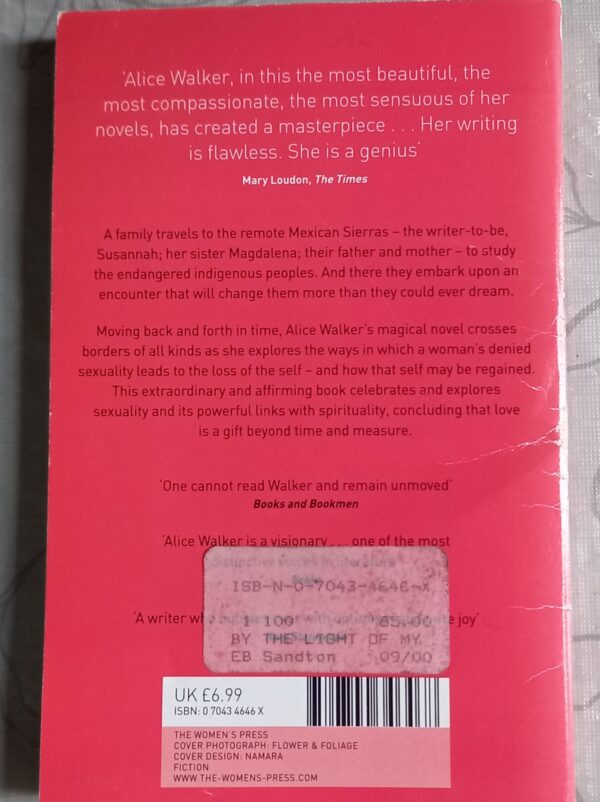 ‘Alice Walker, in this the most beautiful, the
most compassionate, the most sensuous of her
novels, has created a masterpiece . . . Her writing
is flawless. She is a genius’
Mary Loudon, The Times
A family travels to the remote Mexican Sierras – the writer-to-be,
Susannah; her sister Magdalena; their father and mother – to study
the endangered indigenous peoples. And there they embark upon an
encounter that will change them more than they could ever dream.
Moving back and forth in time, Alice Walker’s magical novel crosses
borders of all kinds as she explores the ways in which a woman’s denied
sexuality leads to the loss of the self – and how that self may be regained.
This extraordinary and affirming book celebrates and explores
sexuality and its powerful links with spirituality, concluding that love
is a gift beyond time and measure.
‘One cannot read Walker and remain unmoved’
Books and Bookmen
‘Alice Walker is a visionary . . . one of the most
distinctive voices in literature
ISB-N-0-7043-4646-X
‘A writer joy’
1 100 85.00
BY THE LIGHT OF MY
EB Sandton 09/00
UK £6.99
ISBN: 0 7043 4646 X
THE WOMEN'S PRESS
COVER PHOTOGRAPH: FLOWER & FOLIAGE
COVER DESIGN: NAMARA
FICTION
WWW.THE-WOMENS-PRESS.COM